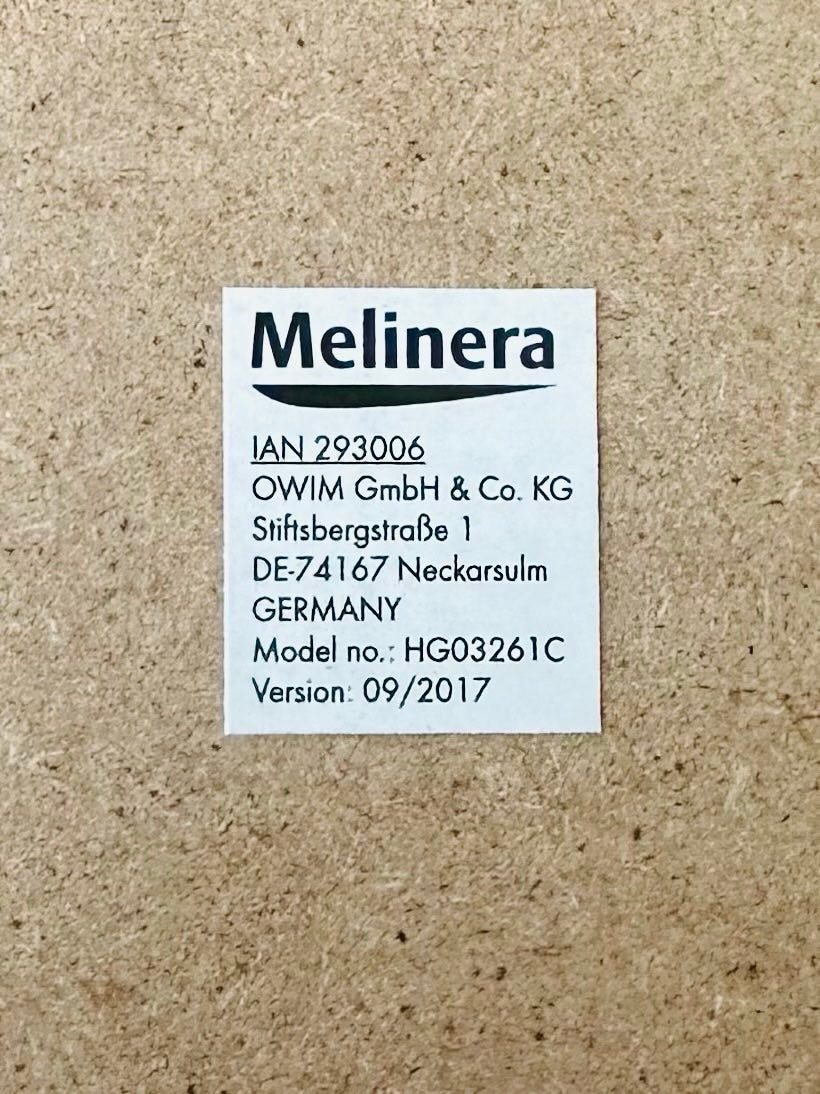 Melinera
IAN 293006
OWIM GmbH & Co. KG
Stiftsbergstraße 1
DE-74167 Neckarsulm
GERMANY
Model no.: HG03261C
Version: 09/2017